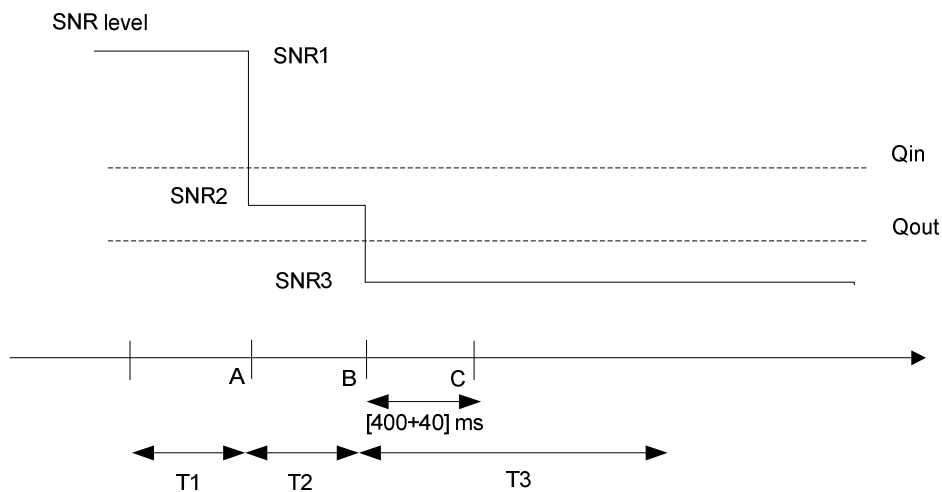 SNR level
SNR1
Qin
SNR2
Qout
SNR3
A
B
C
[400+40] ms
T1
T2
T3